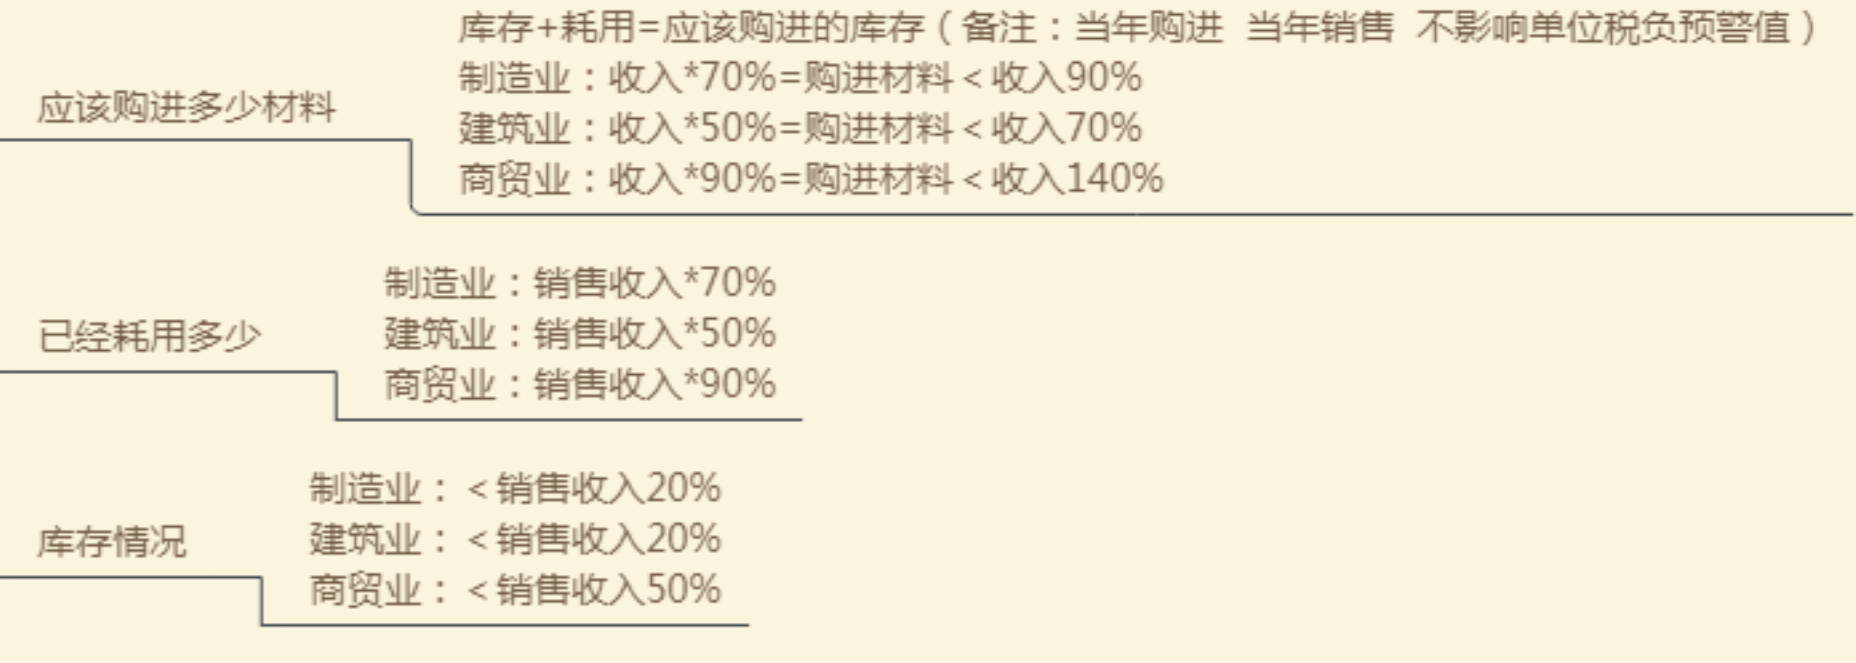 应该购进多少材料
库存+耗用=应该购进的库存（备注：当年购进 当年销售 不影响单位税负预警值）
制造业：收入*70%=购进材料＜收入90%
建筑业：收入*50%=购进材料＜收入70%
商贸业：收入*90%=购进材料＜收入140%
已经耗用多少
制造业：销售收入*70%
建筑业：销售收入*50%
商贸业：销售收入*90%
库存情况
制造业：＜销售收入20%
建筑业：＜销售收入20%
商贸业：＜销售收入50%